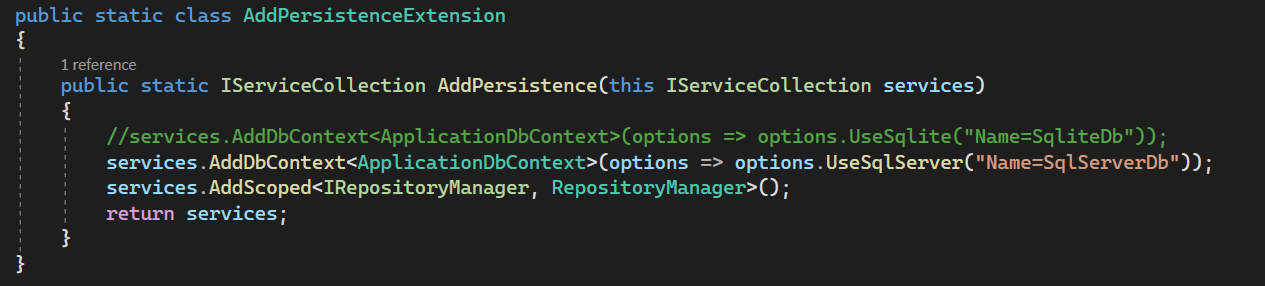 public static class AddPersistenceExtension
{
1 reference
public static IServiceCollection AddPersistence(this IServiceCollection services)
{
//services.AddDbContext<ApplicationDbContext>(options => options.UseSqlite("Name=SqliteDb"));
services.AddDbContext<ApplicationDbContext>(options => options.UseSqlServer("Name=SqlServerDb"));
services.AddScoped<IRepositoryManager, RepositoryManager>();
return services;
}
}